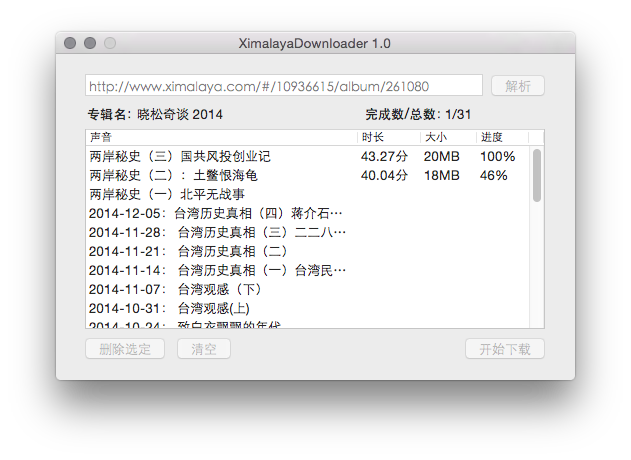 XimalayaDownloader 1.0
http://www.ximalaya.com/#/10936615/album/261080 解析
专辑名: 晓松奇谈 2014 完成数/总数: 1/31
声音 时长 大小 进度
两岸秘史（三）国共风投创业记 43.27分 20MB 100%
两岸秘史（二）：土鳖恨海龟 40.04分 18MB 46%
两岸秘史（一）北平无战事
2014-12-05：台湾历史真相（四）蒋介石…
2014-11-28： 台湾历史真相（三）二二八…
2014-11-21： 台湾历史真相（二）
2014-11-14： 台湾历史真相（一）台湾民…
2014-11-07： 台湾观感（下）
2014-10-31： 台湾观感(上)
2014-10-24： 致白衣飘飘的年代
删除选定 清空 开始下载